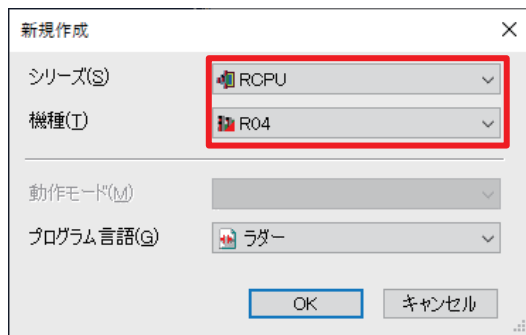 新規作成
シリーズ(S) RCPU
機種(T) R04
動作モード(M)
プログラム言語(G) ラダー
OK キャンセル